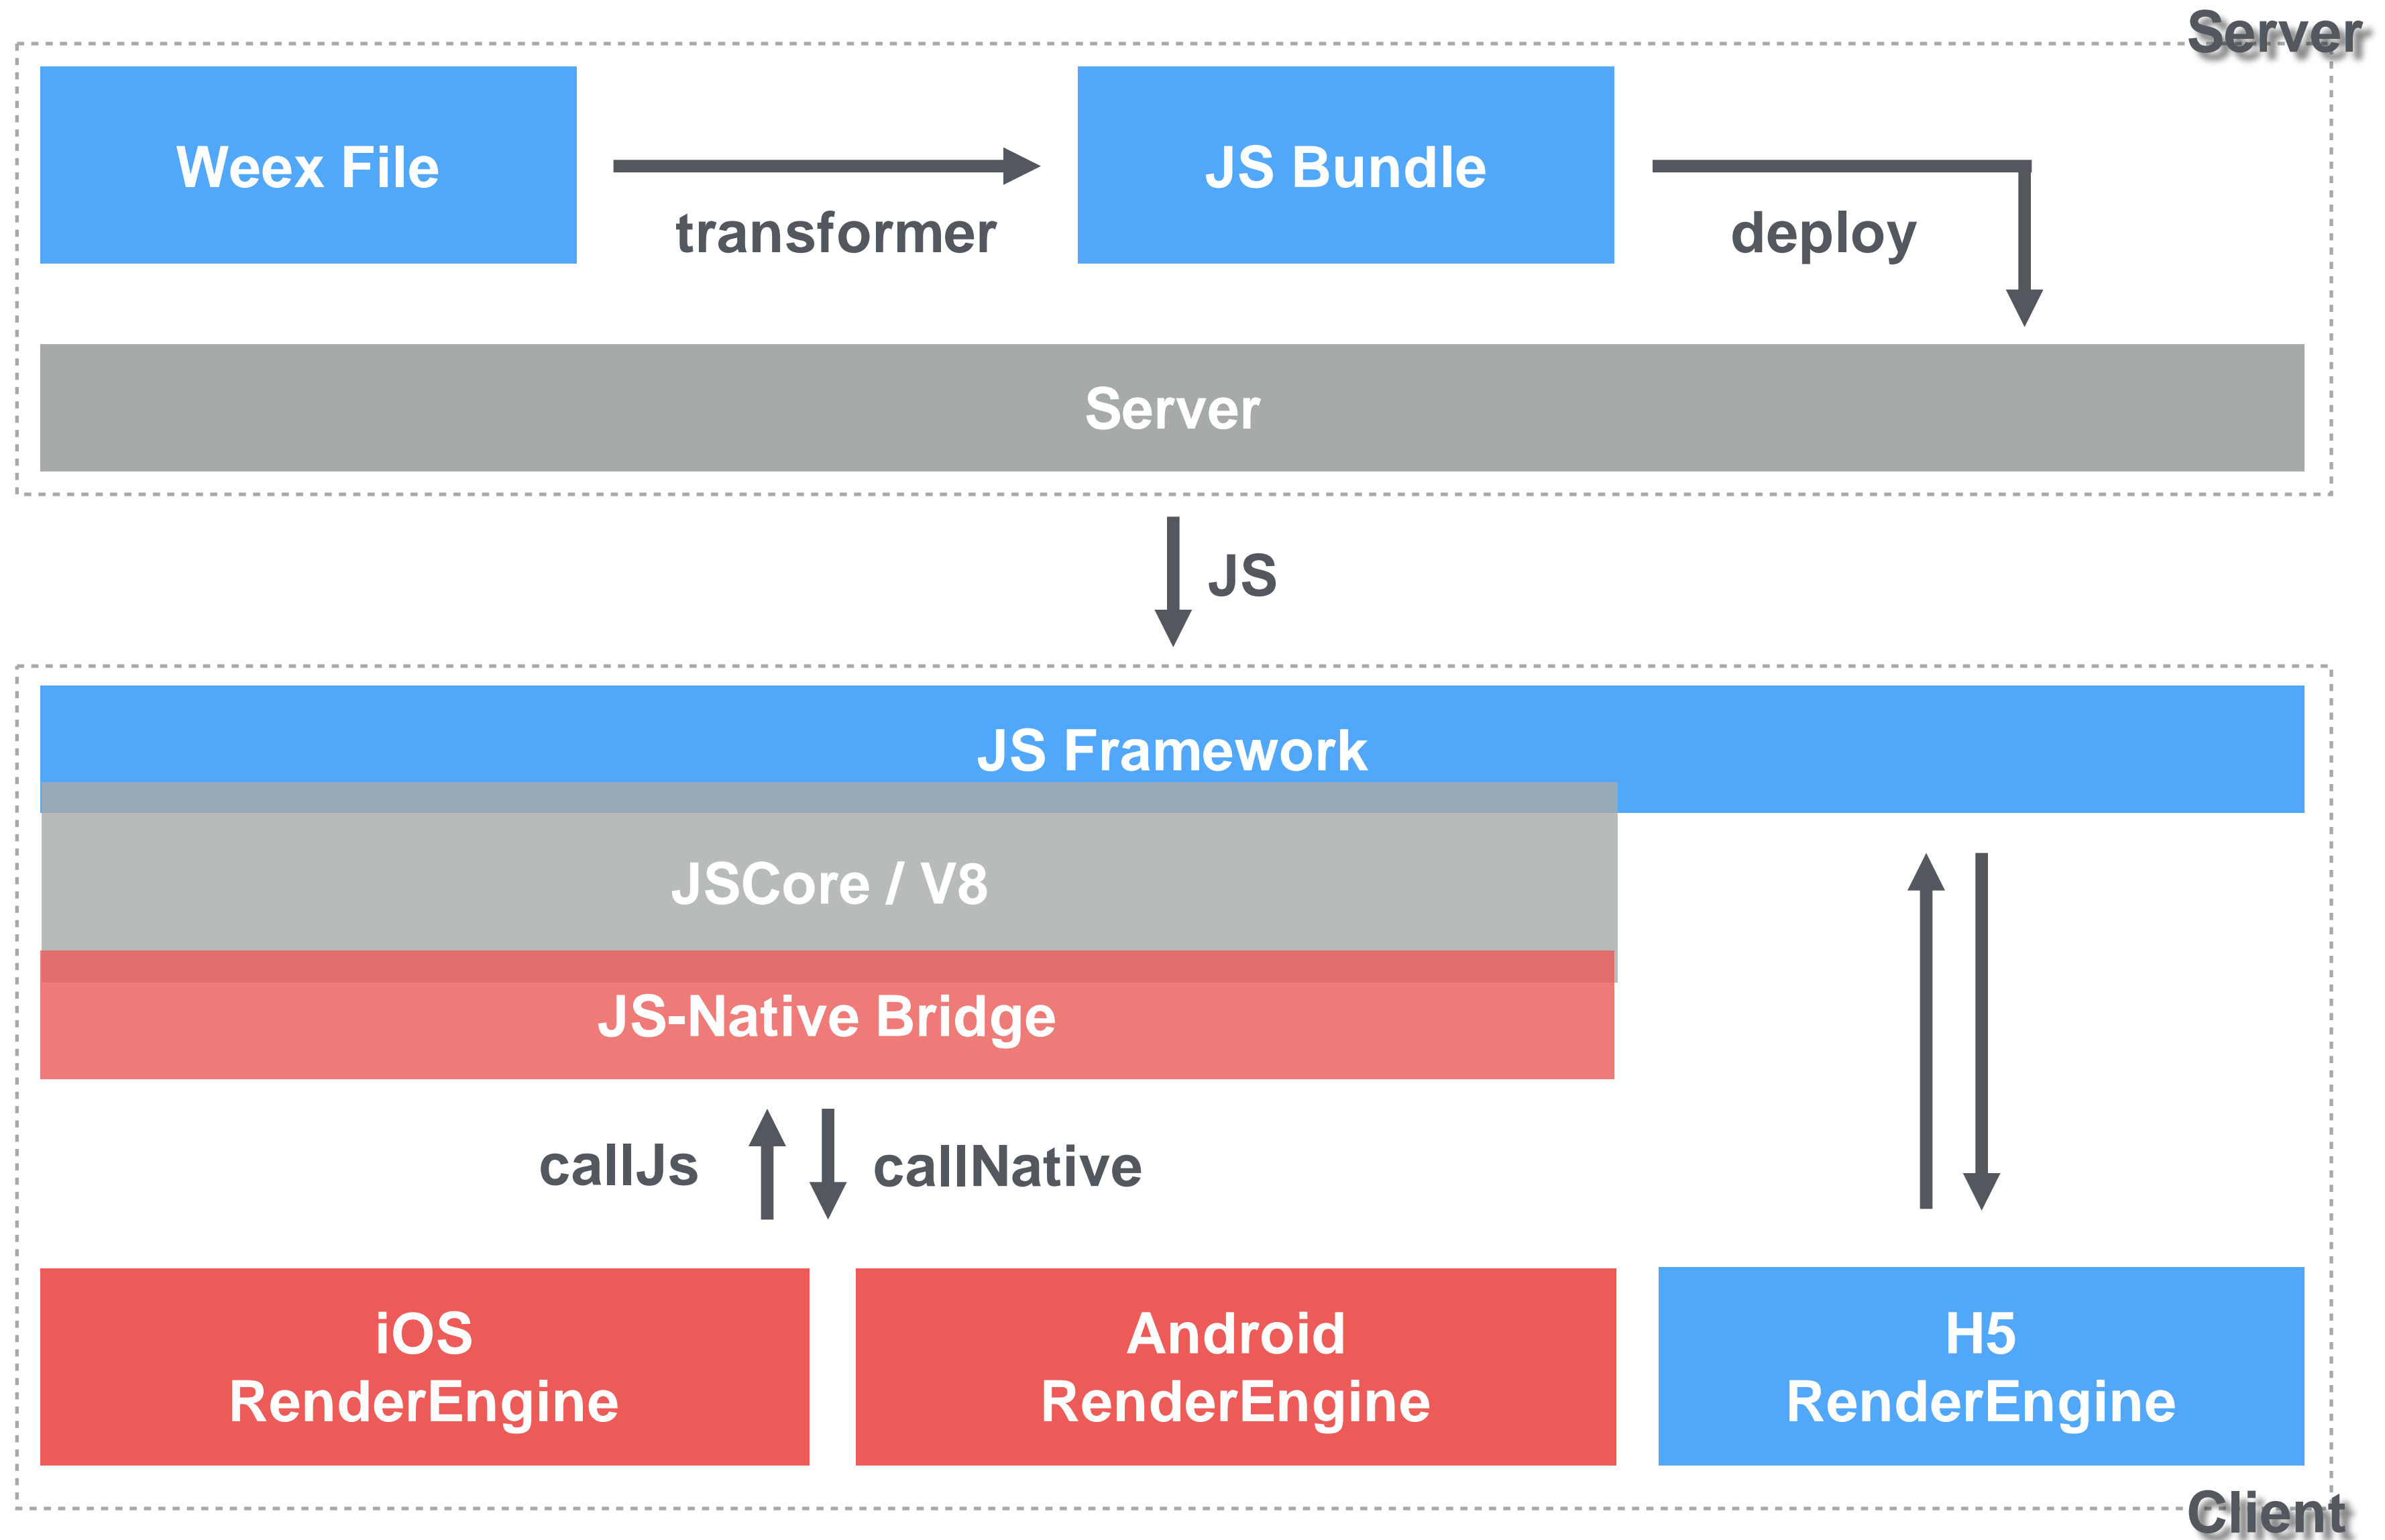 Server
Weex File
transformer
JS Bundle
deploy
Server
JS
JS Framework
JSCore / V8
JS-Native Bridge
callJs
callNative
iOS
RenderEngine
Android
RenderEngine
H5
RenderEngine
Client